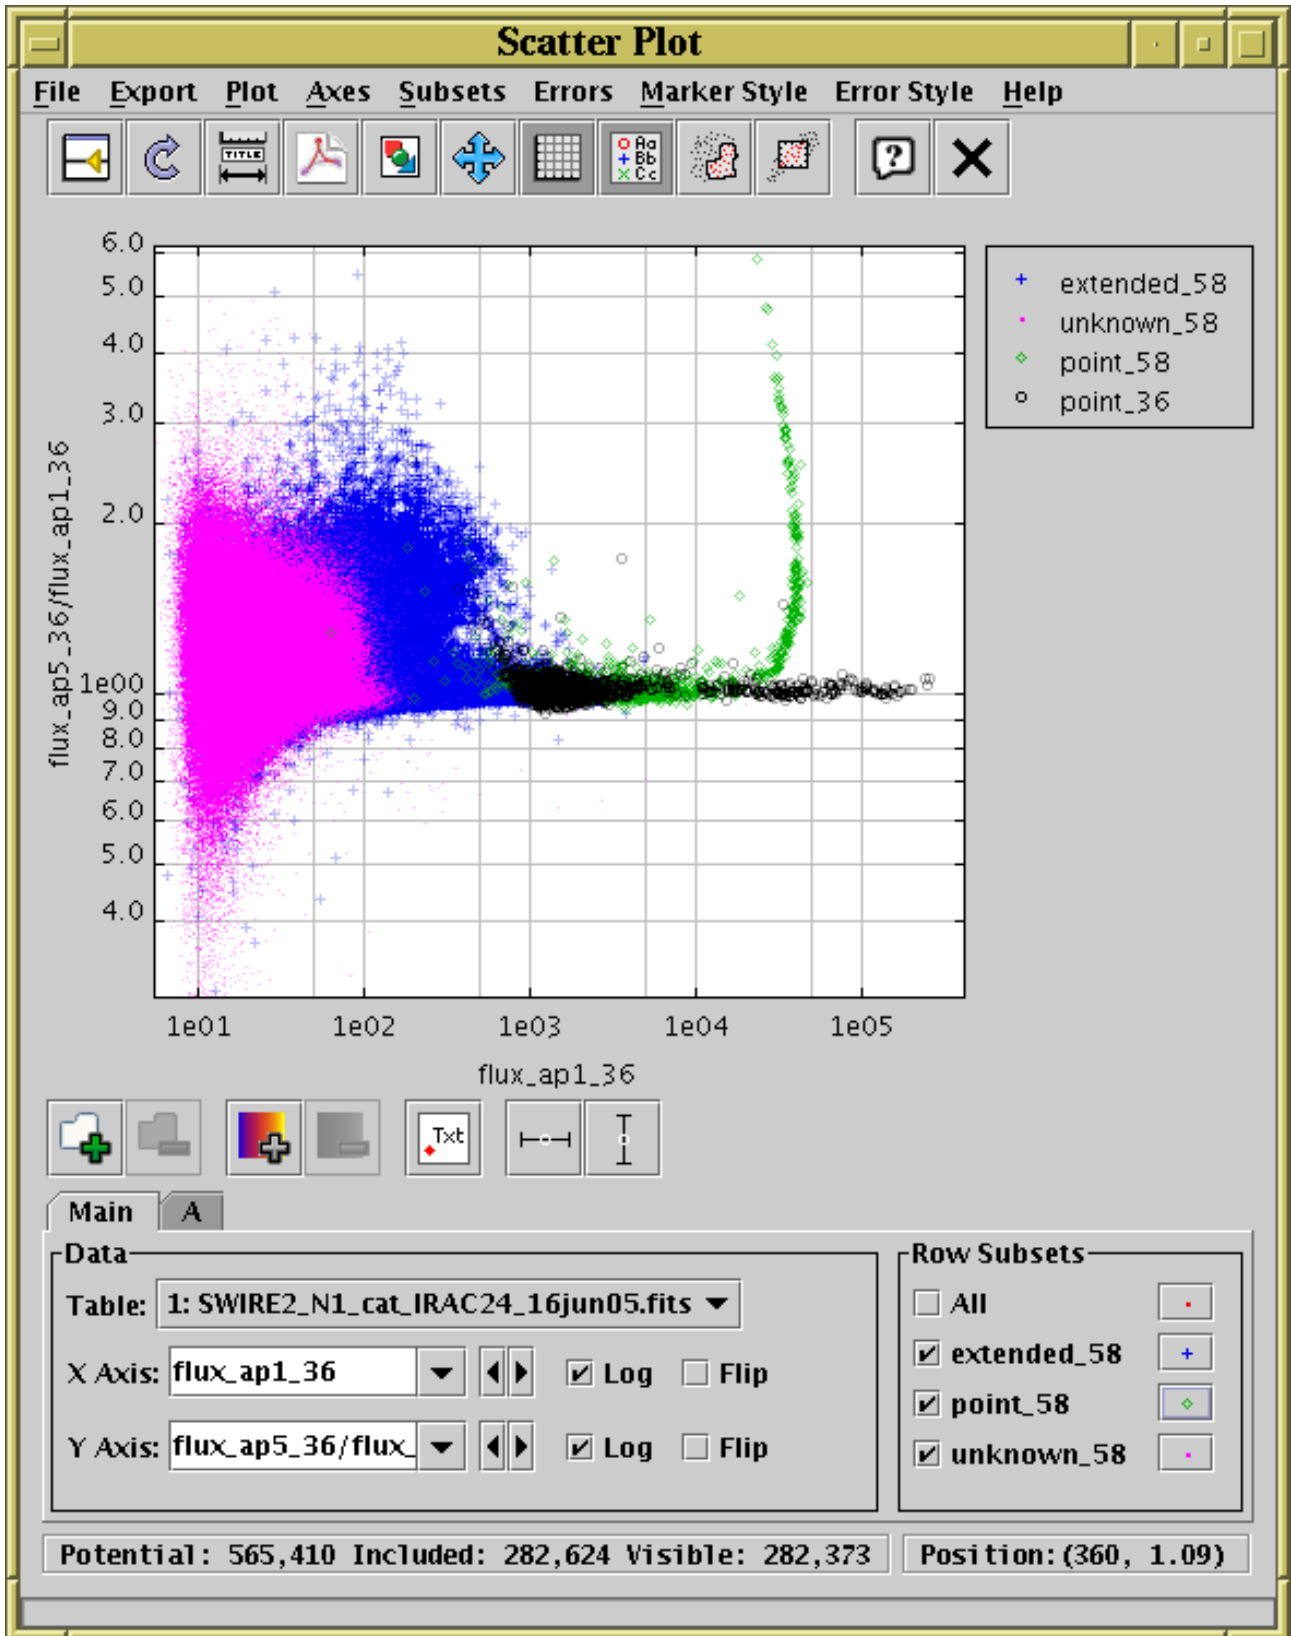 Scatter Plot
File Export Plot Axes Subsets Errors Marker Style Error Style Help
TITLE
Aa
Bb
Cc
?
6.0
5.0
4.0
3.0
2.0
1e00
9.0
8.0
7.0
6.0
5.0
4.0
flux_ap5_36/flux_ap1_36
1e01 1e02 1e03 1e04 1e05
flux_ap1_36
extended_58
unknown_58
point_58
point_36
Txt
Main A
Data
Table: 1: SWIRE2_N1_cat_IRAC24_16jun05.fits
X Axis: flux_ap1_36 Log Flip
Y Axis: flux_ap5_36/flux_ Log Flip
Row Subsets
All
extended_58
point_58
unknown_58
Potential: 565,410 Included: 282,624 Visible: 282,373 Position:(360, 1.09)